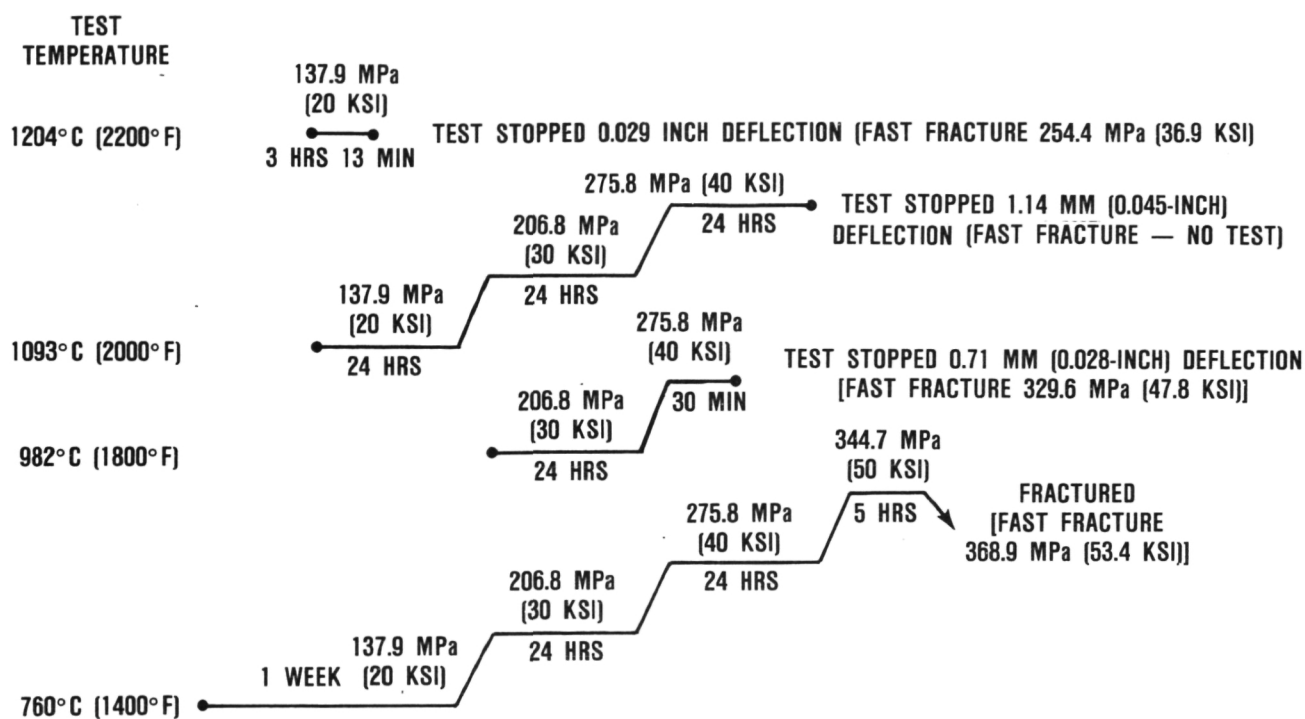 TEST
TEMPERATURE
137.9 MPa
(20 KSI)
1204°C (2200°F)
3 HRS 13 MIN
TEST STOPPED 0.029 INCH DEFLECTION (FAST FRACTURE 254.4 MPa (36.9 KSI)
275.8 MPa (40 KSI)
24 HRS
TEST STOPPED 1.14 MM (0.045-INCH)
DEFLECTION (FAST FRACTURE — NO TEST)
206.8 MPa
(30 KSI)
24 HRS
137.9 MPa
(20 KSI)
1093°C (2000°F)
24 HRS
275.8 MPa
(40 KSI)
30 MIN
TEST STOPPED 0.71 MM (0.028-INCH) DEFLECTION
[FAST FRACTURE 329.6 MPa (47.8 KSI)]
206.8 MPa
(30 KSI)
982°C (1800°F)
24 HRS
344.7 MPa
(50 KSI)
5 HRS
FRACTURED
[FAST FRACTURE
368.9 MPa (53.4 KSI)]
275.8 MPa
(40 KSI)
24 HRS
206.8 MPa
(30 KSI)
24 HRS
137.9 MPa
1 WEEK (20 KSI)
760°C (1400°F)